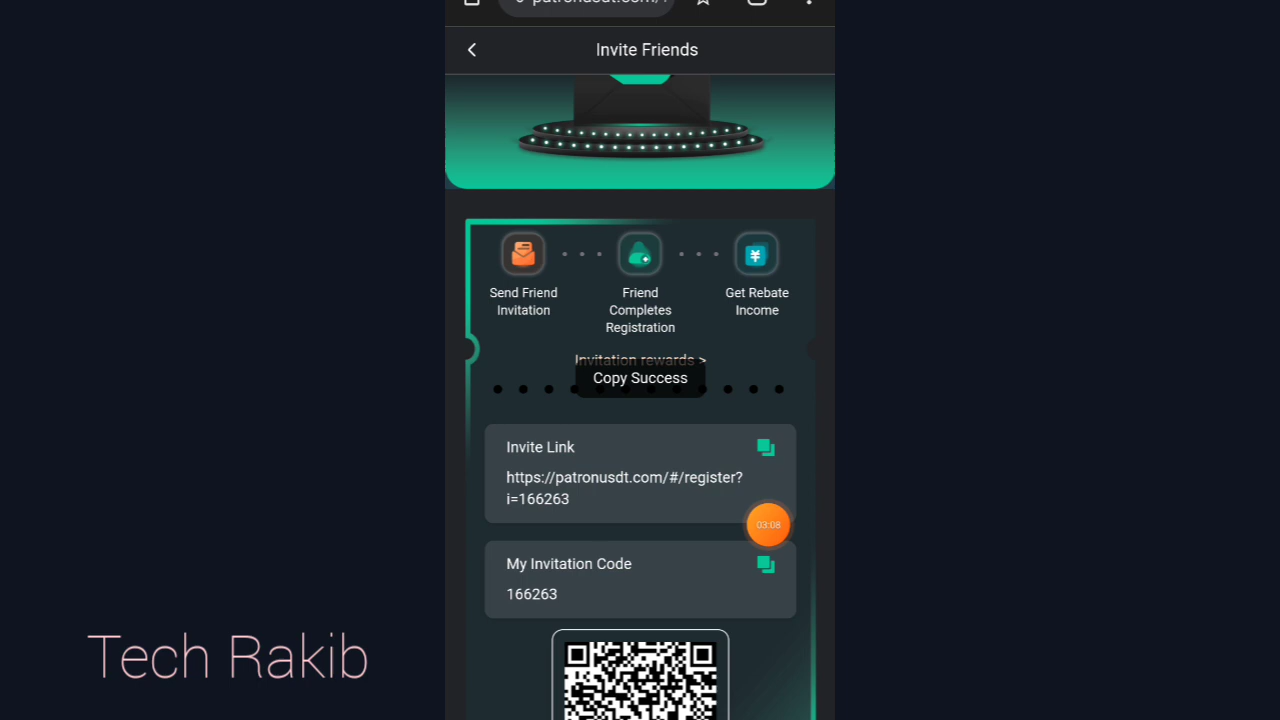 Invite Friends
Send Friend
Invitation
Friend
Completes
Registration
Get Rebate
Income
Invitation rewards >
Copy Success
Invite Link
https://patronusdt.com/#/register?
i=166263
03:08
My Invitation Code
166263
Tech Rakib